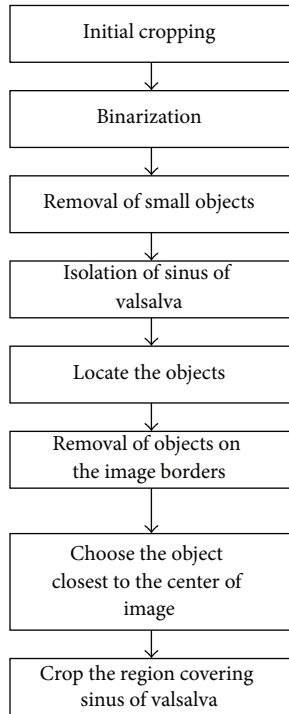 Initial cropping
Binarization
Removal of small objects
Isolation of sinus of
valsalva
Locate the objects
Removal of objects on
the image borders
Choose the object
closest to the center of
image
Crop the region covering
sinus of valsalva